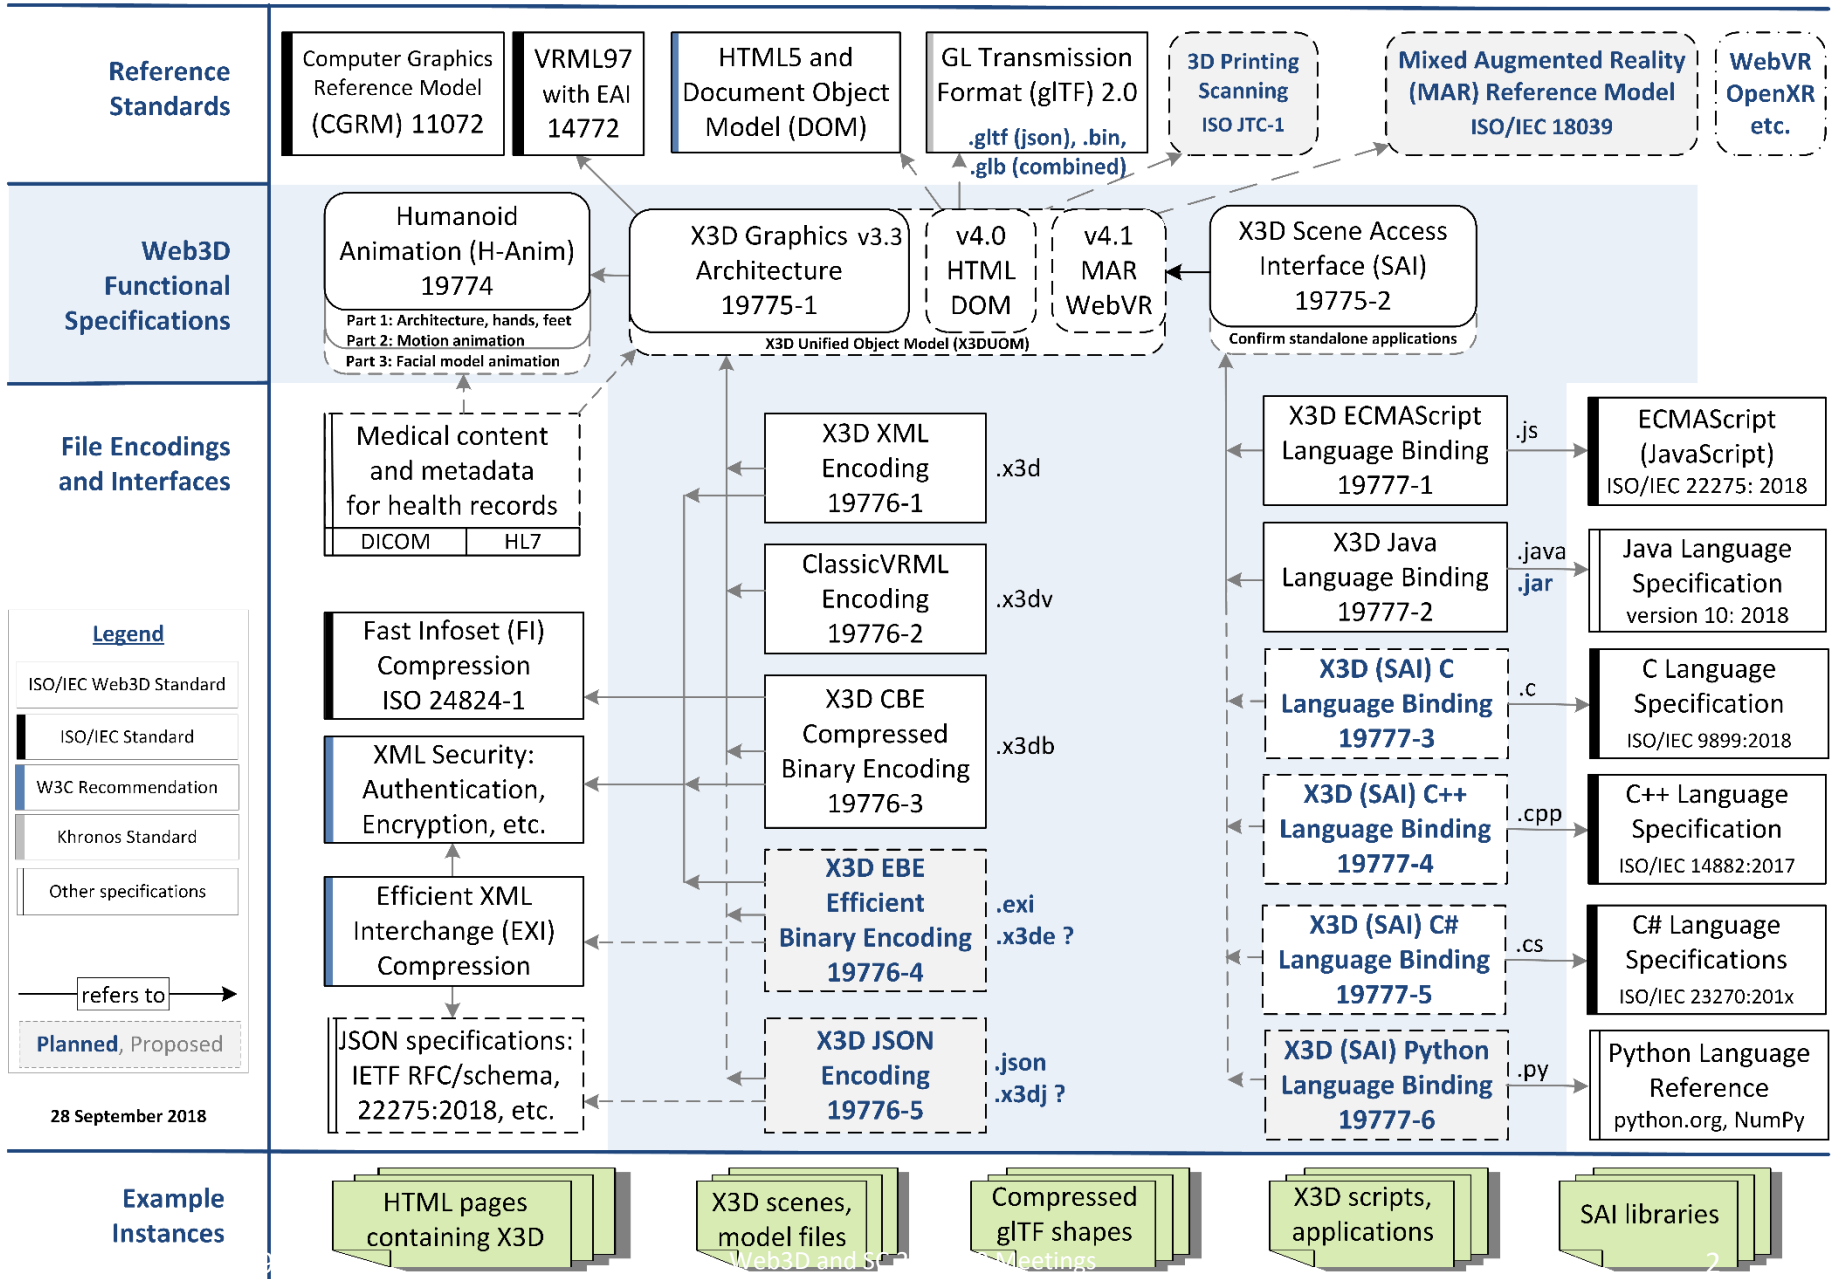 Reference
Standards
Computer Graphics
Reference Model
(CGRM) 11072
VRML97
with EAI
14772
HTML5 and
Document Object
Model (DOM)
GL Transmission
Format (glTF) 2.0
.gltf (json), .bin,
.glb (combined)
3D Printing
Scanning
ISO JTC-1
Mixed Augmented Reality
(MAR) Reference Model
ISO/IEC 18039
WebVR
OpenXR
etc.
Web3D
Functional
Specifications
Humanoid
Animation (H-Anim)
19774
Part 1: Architecture, hands, feet
Part 2: Motion animation
Part 3: Facial model animation
X3D Graphics v3.3
Architecture
19775-1
v4.0
HTML
DOM
v4.1
MAR
WebVR
X3D Unified Object Model (X3DUOM)
X3D Scene Access
Interface (SAI)
19775-2
Confirm standalone applications
File Encodings
and Interfaces
Medical content
and metadata
for health records
DICOM
HL7
Fast Infoset (FI)
Compression
ISO 24824-1
XML Security:
Authentication,
Encryption, etc.
Efficient XML
Interchange (EXI)
Compression
JSON specifications:
IETF RFC/schema,
22275:2018, etc.
X3D XML
Encoding
19776-1
.x3d
ClassicVRML
Encoding
19776-2
.x3dv
X3D CBE
Compressed
Binary Encoding
19776-3
.x3db
X3D EBE
Efficient
Binary Encoding
19776-4
.exi
.x3de ?
X3D JSON
Encoding
19776-5
.json
.x3dj ?
X3D ECMAScript
Language Binding
19777-1
.js
ECMAScript
(JavaScript)
ISO/IEC 22275: 2018
X3D Java
Language Binding
19777-2
.java
.jar
Java Language
Specification
version 10: 2018
X3D (SAI) C
Language Binding
19777-3
.c
C Language
Specification
ISO/IEC 9899:2018
X3D (SAI) C++
Language Binding
19777-4
.cpp
C++ Language
Specification
ISO/IEC 14882:2017
X3D (SAI) C#
Language Binding
19777-5
.cs
C# Language
Specifications
ISO/IEC 23270:201x
X3D (SAI) Python
Language Binding
19777-6
.py
Python Language
Reference
python.org, NumPy
Legend
ISO/IEC Web3D Standard
ISO/IEC Standard
W3C Recommendation
Khronos Standard
Other specifications
refers to
Planned, Proposed
28 September 2018
Example
Instances
HTML pages
containing X3D
X3D scenes,
model files
Compressed
glTF shapes
X3D scripts,
applications
SAI libraries
Web3D and SC Meetings
2